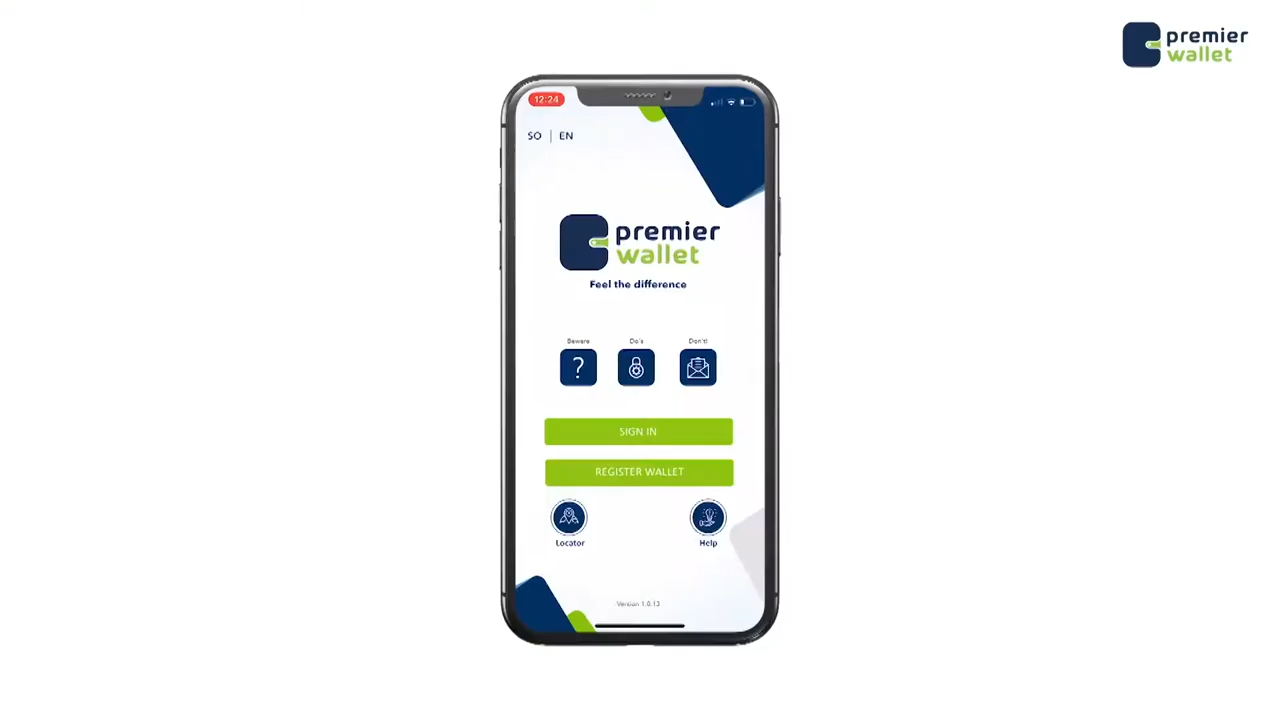 premier
wallet
12:24
SO | EN
premier
wallet
Feel the difference
Beware
Do's
Don't!
?
SIGN IN
REGISTER WALLET
Locator
Help
Version 1.0.13